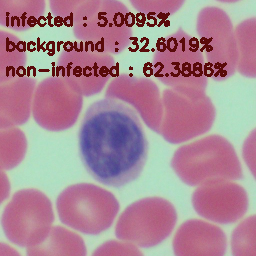 infected : 5.0095%
background : 32.6019%
non-infected : 62.3886%